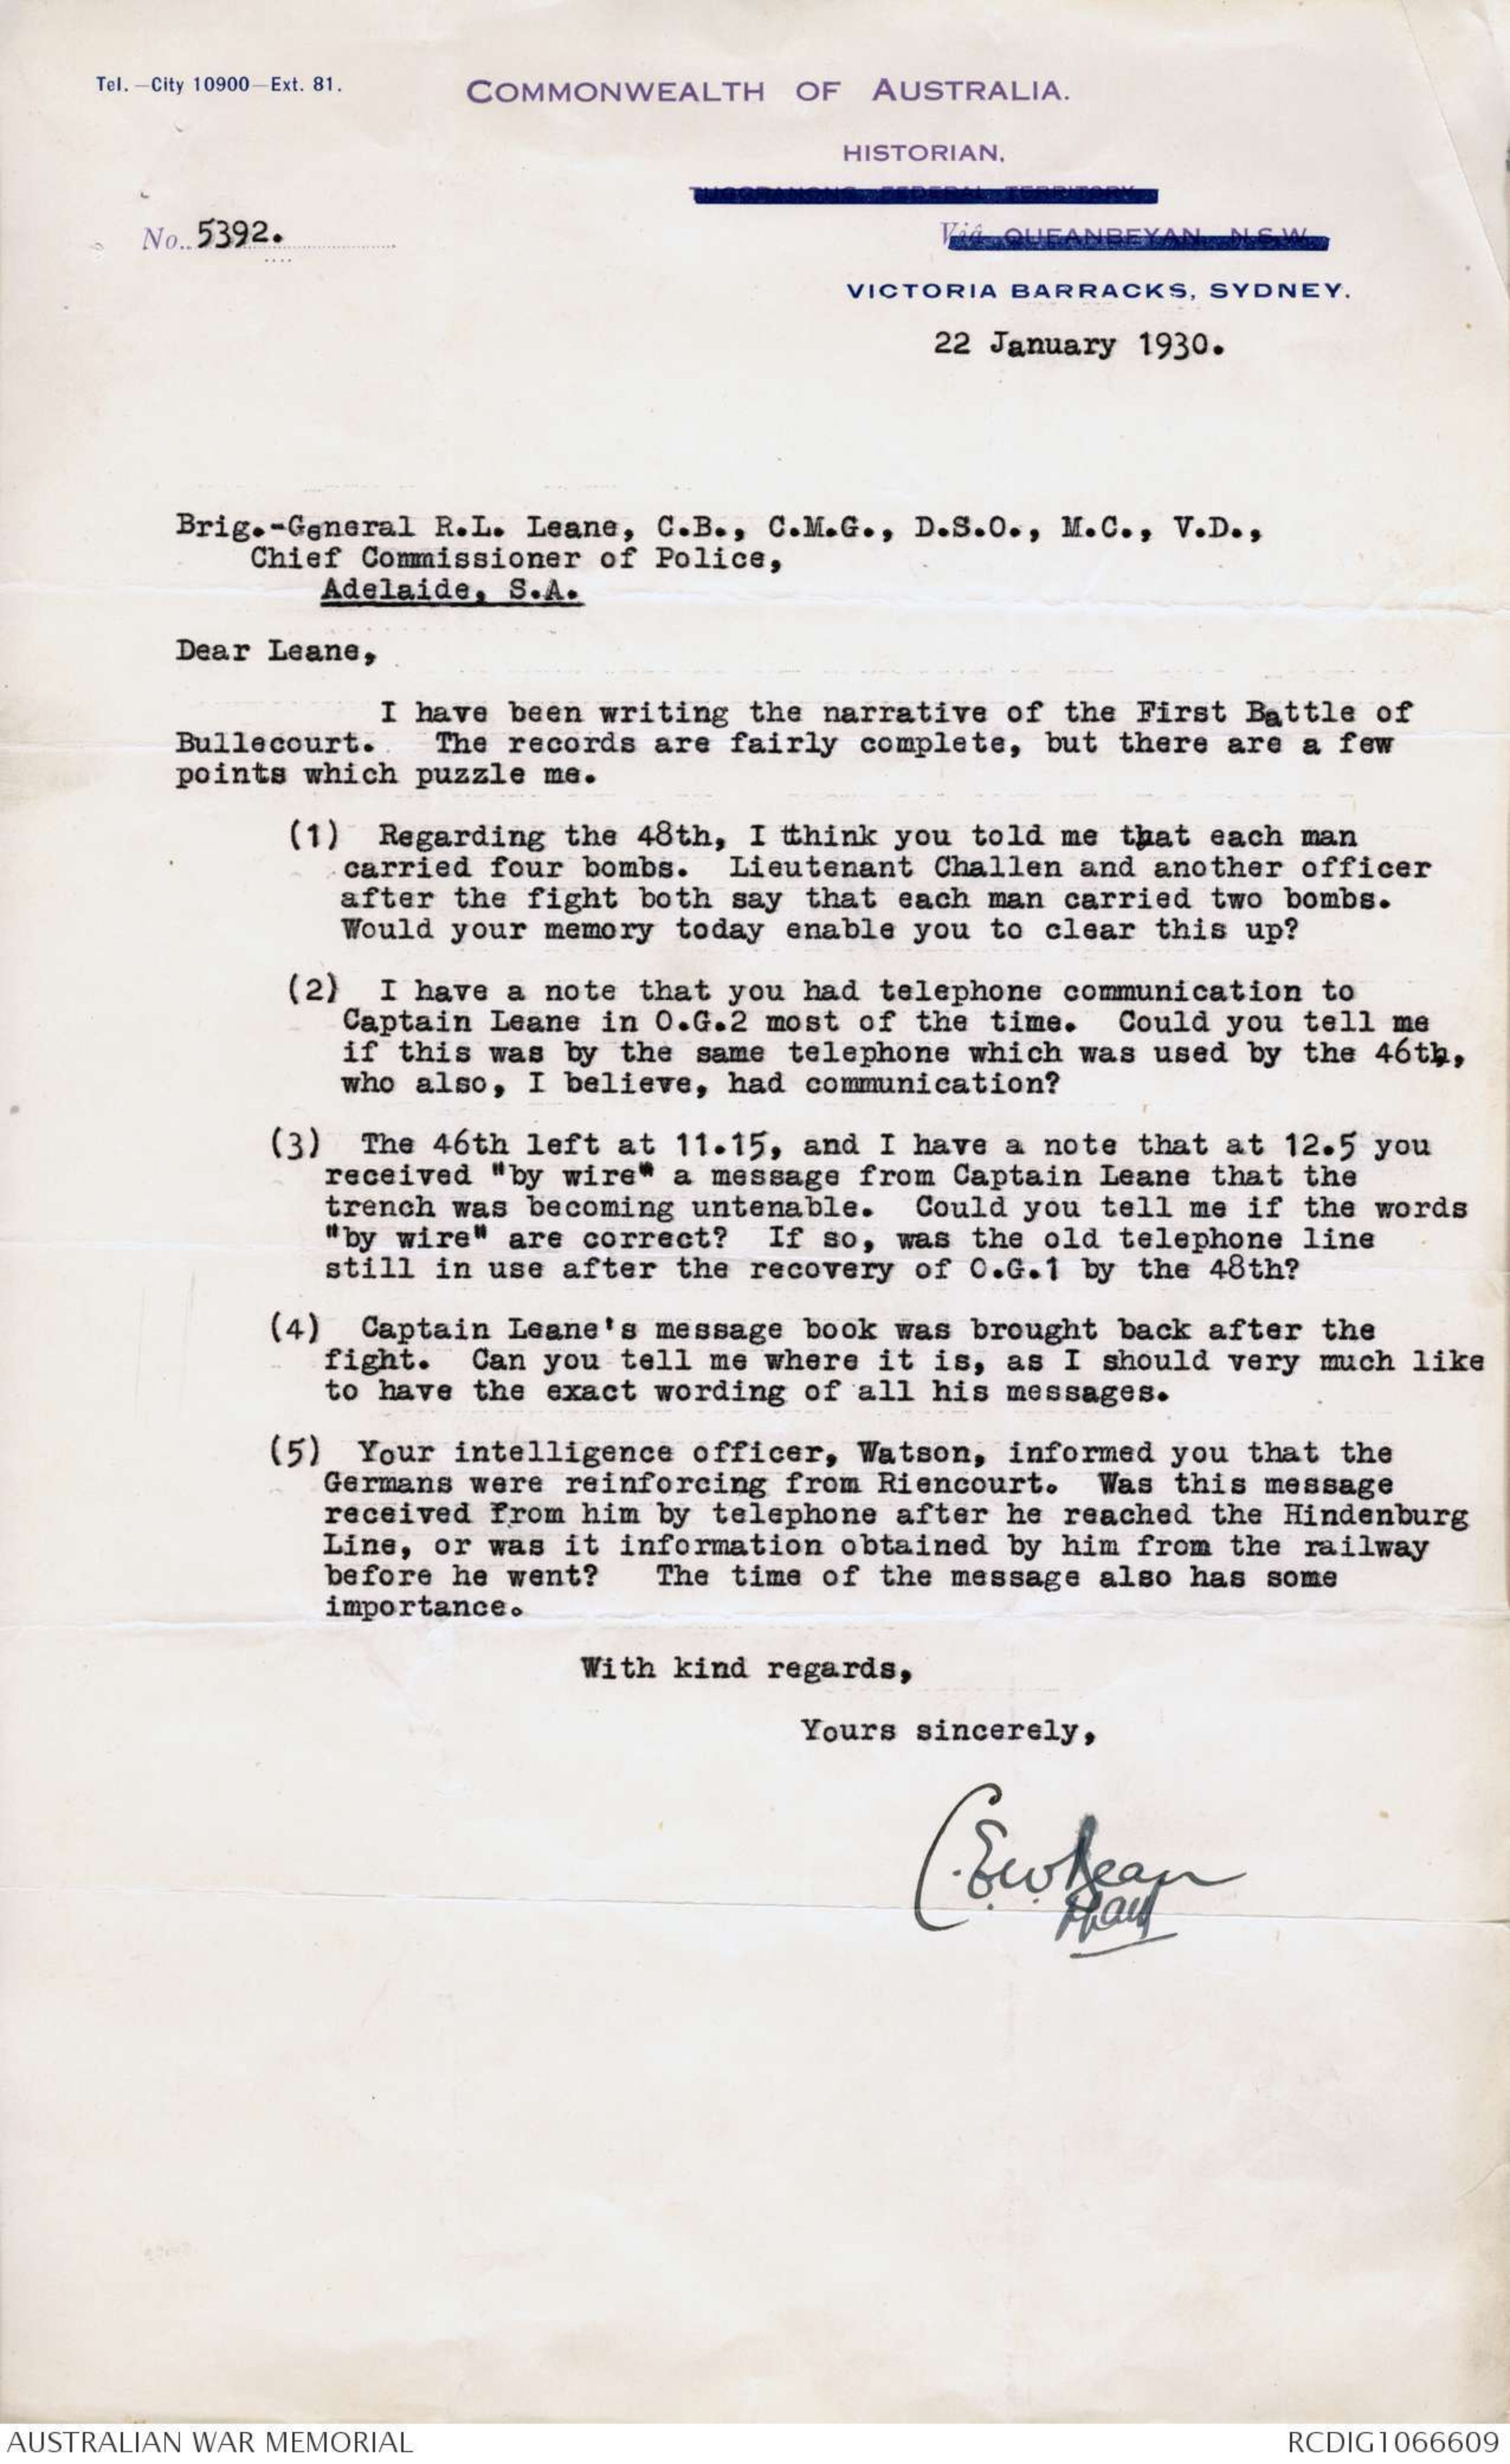 Tel. —City 10900—Ext. 81.
COMMONWEALTH OF AUSTRALIA.
HISTORIAN,
TUGGRANONG FEDERAL TERRITORY
No. 5392.
Viâ QUEANBEYAN N.S.W.
VICTORIA BARRACKS, SYDNEY.
22 January 1930.
Brig.-General R.L. Leane, C.B., C.M.G., D.S.O., M.C., V.D.,
Chief Commissioner of Police,
Adelaide, S.A.
Dear Leane,
I have been writing the narrative of the First Battle of
Bullecourt. The records are fairly complete, but there are a few
points which puzzle me.
(1) Regarding the 48th, I think you told me that each man
carried four bombs. Lieutenant Challen and another officer
after the fight both say that each man carried two bombs.
Would your memory today enable you to clear this up?
(2) I have a note that you had telephone communication to
Captain Leane in O.G.2 most of the time. Could you tell me
if this was by the same telephone which was used by the 46th,
who also, I believe, had communication?
(3) The 46th left at 11.15, and I have a note that at 12.5 you
received "by wire" a message from Captain Leane that the
trench was becoming untenable. Could you tell me if the words
"by wire" are correct? If so, was the old telephone line
still in use after the recovery of O.G.1 by the 48th?
(4) Captain Leane's message book was brought back after the
fight. Can you tell me where it is, as I should very much like
to have the exact wording of all his messages.
(5) Your intelligence officer, Watson, informed you that the
Germans were reinforcing from Riencourt. Was this message
received from him by telephone after he reached the Hindenburg
Line, or was it information obtained by him from the railway
before he went? The time of the message also has some
importance.
With kind regards,
Yours sincerely,
C.E.W. Bean
AUSTRALIAN WAR MEMORIAL
RCDIG1066609